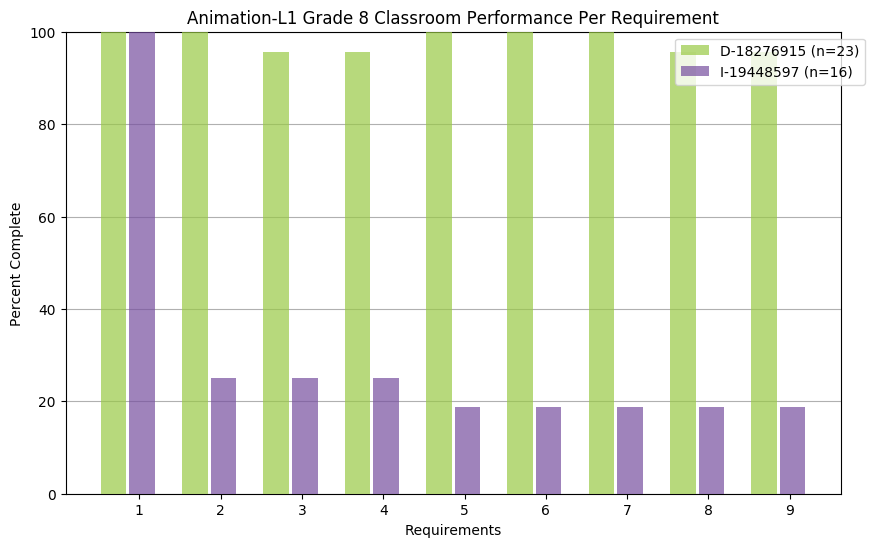 Animation-L1 Grade 8 Classroom Performance Per Requirement
D-18276915 (n=23)
I-19448597 (n=16)
Percent Complete
100
80
60
40
20
0
1 2 3 4 5 6 7 8 9
Requirements